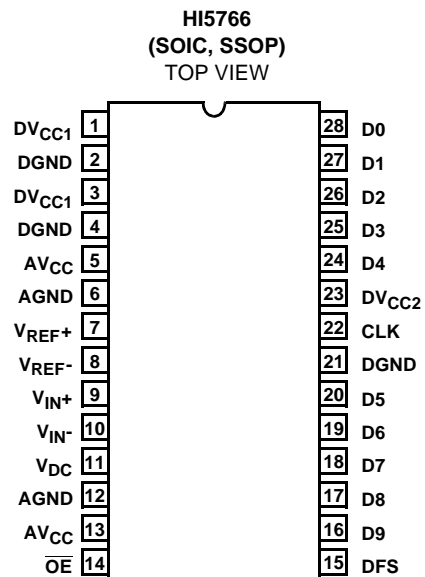 HI5766
(SOIC, SSOP)
TOP VIEW
DVCC1 1 28 D0
DGND 2 27 D1
DVCC1 3 26 D2
DGND 4 25 D3
AVCC 5 24 D4
AGND 6 23 DVCC2
VREF+ 7 22 CLK
VREF- 8 21 DGND
VIN+ 9 20 D5
VIN- 10 19 D6
VDC 11 18 D7
AGND 12 17 D8
AVCC 13 16 D9
OE 14 15 DFS